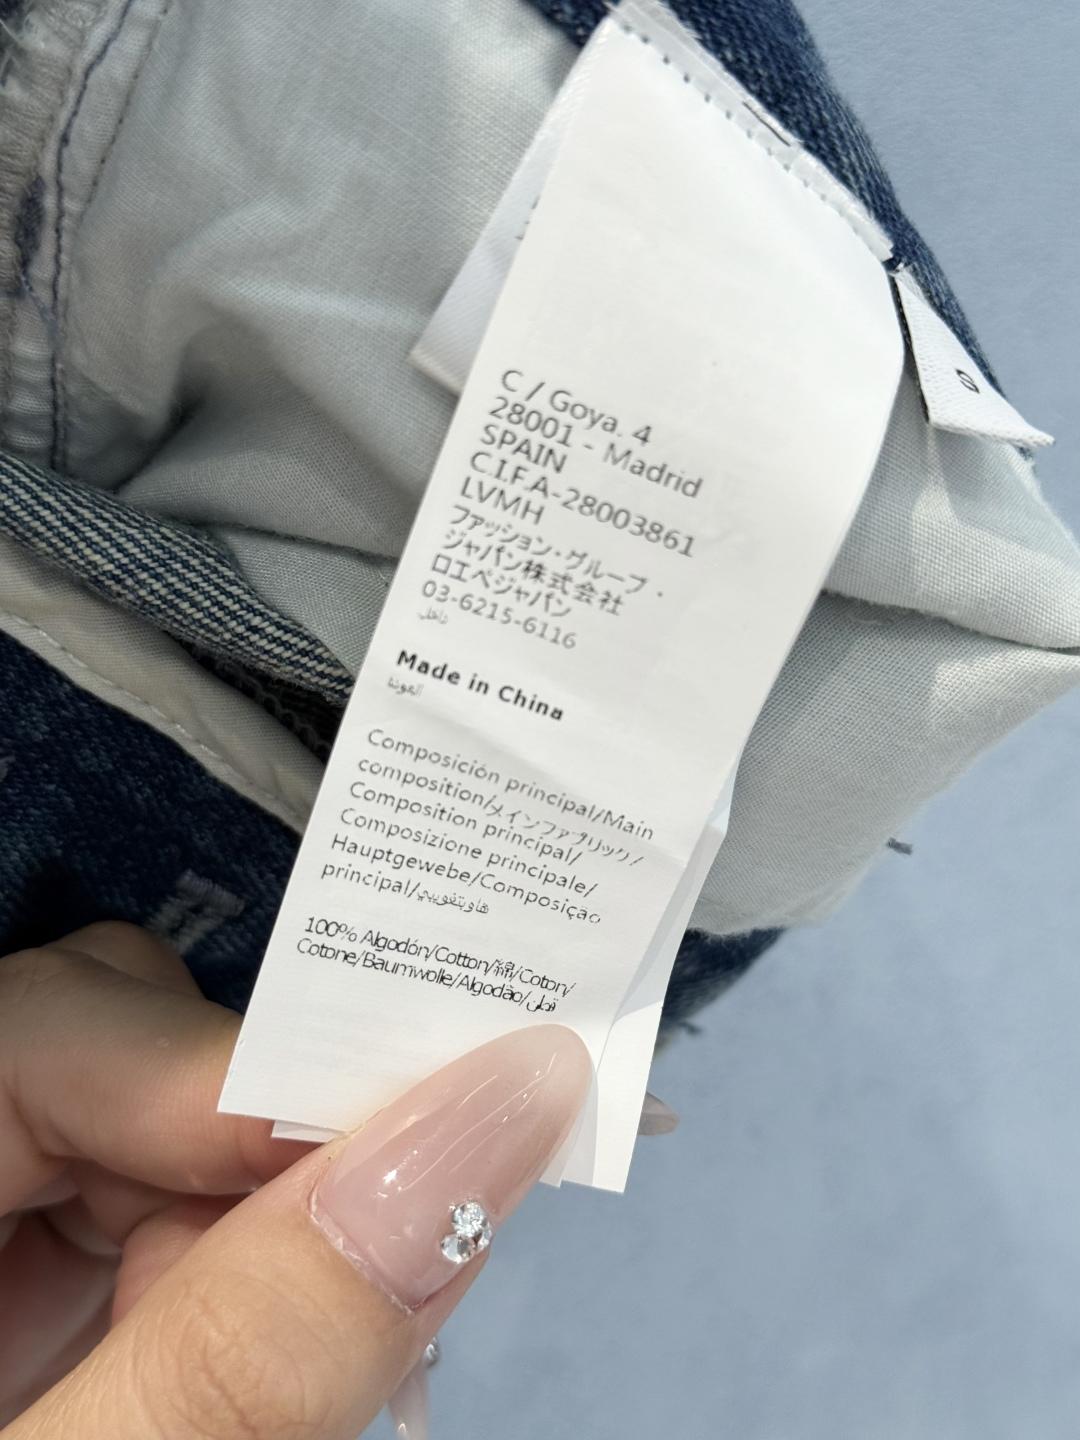 C / Goya. 4
28001 - Madrid
SPAIN
C.I.F.A-28003861
LVMH
ファッション・グループ・
ジャパン株式会社
ロエベジャパン
03-6215-6116
Made in China
Composición principal/Main
composition/メインファブリック/
Composition principal/
Composizione principale/
Hauptgewebe/Composição
principal/
100% Algodón/Cotton/綿/Coton/
Cotone/Baumwolle/Algodão/قطن
S